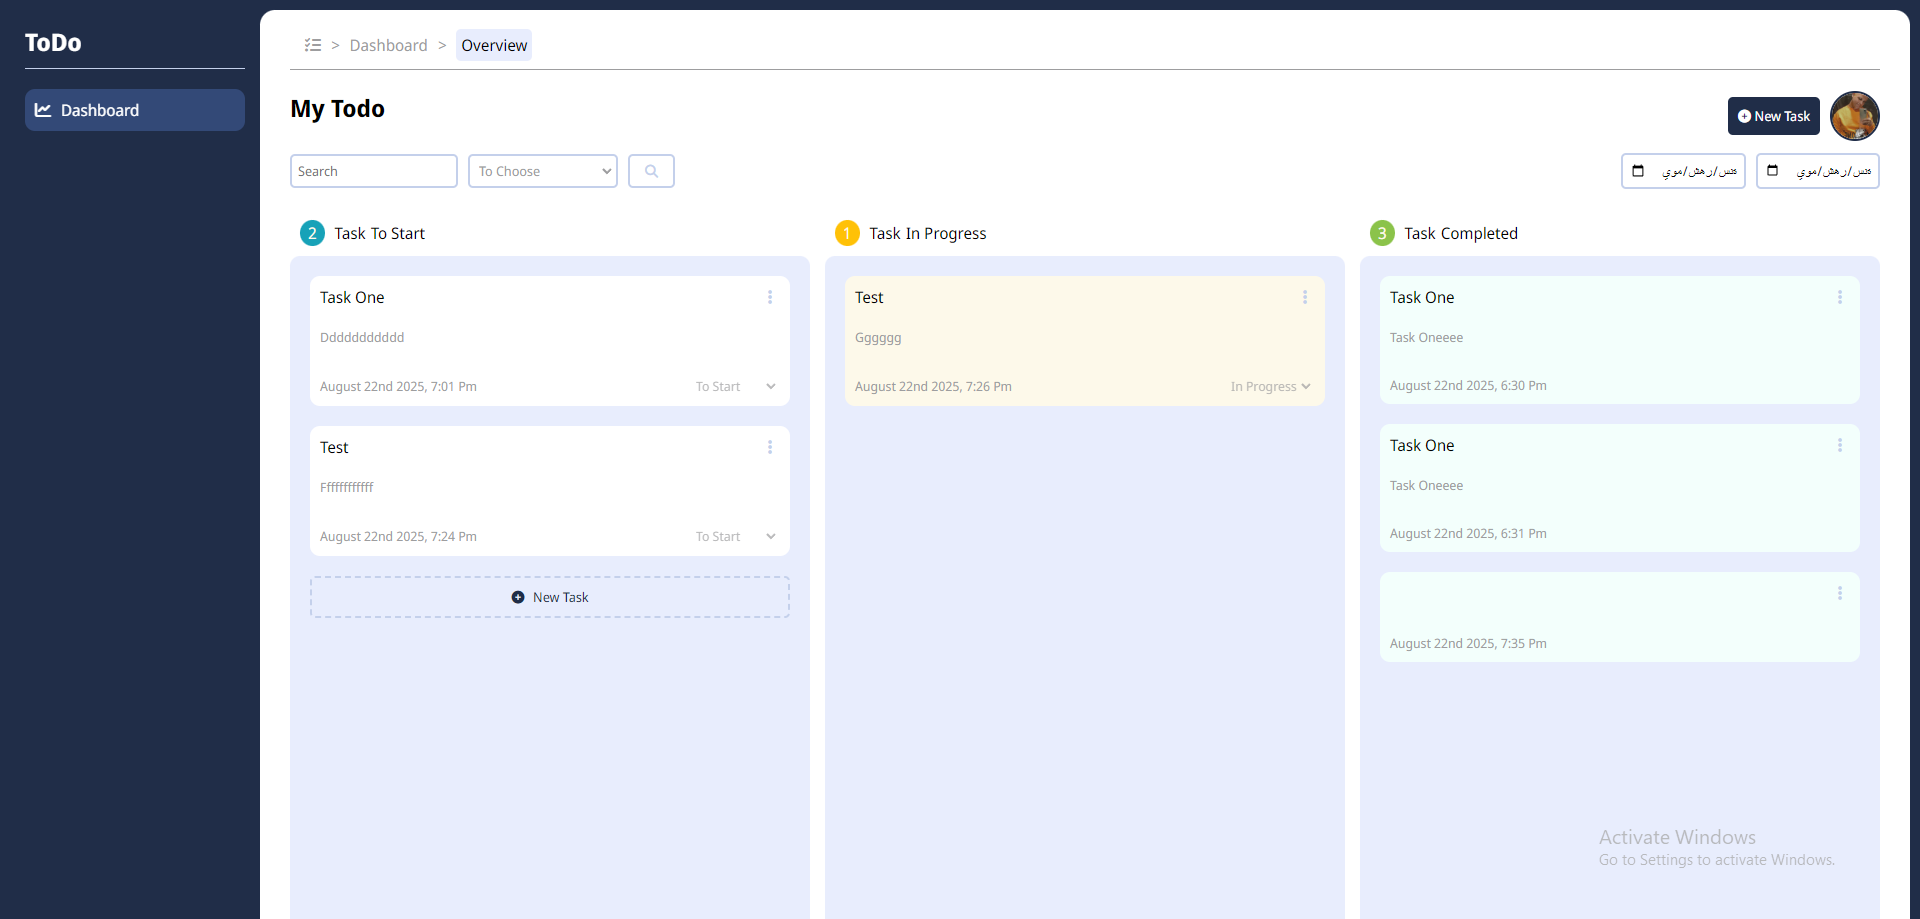 ToDo
Dashboard
> Dashboard > Overview
My Todo
New Task
Search
To Choose
يوم/شهر/سنة
يوم/شهر/سنة
2 Task To Start
Task One
Ddddddddddd
August 22nd 2025, 7:01 Pm
To Start
Test
Fffffffffff
August 22nd 2025, 7:24 Pm
To Start
New Task
1 Task In Progress
Test
Gggggg
August 22nd 2025, 7:26 Pm
In Progress
3 Task Completed
Task One
Task Oneeee
August 22nd 2025, 6:30 Pm
Task One
Task Oneeee
August 22nd 2025, 6:31 Pm
August 22nd 2025, 7:35 Pm
Activate Windows
Go to Settings to activate Windows.